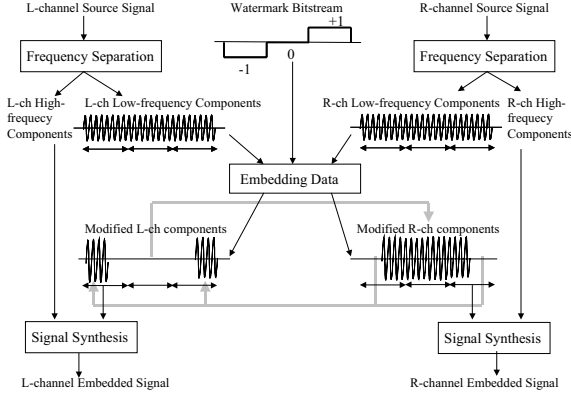 L-channel Source Signal
Watermark Bitstream
R-channel Source Signal
+1
0
-1
Frequency Separation
Frequency Separation
L-ch High-
frequecy
Components
L-ch Low-frequency Components
R-ch Low-frequency Components
R-ch High-
frequecy
Components
Embedding Data
Modified L-ch components
Modified R-ch components
Signal Synthesis
Signal Synthesis
L-channel Embedded Signal
R-channel Embedded Signal